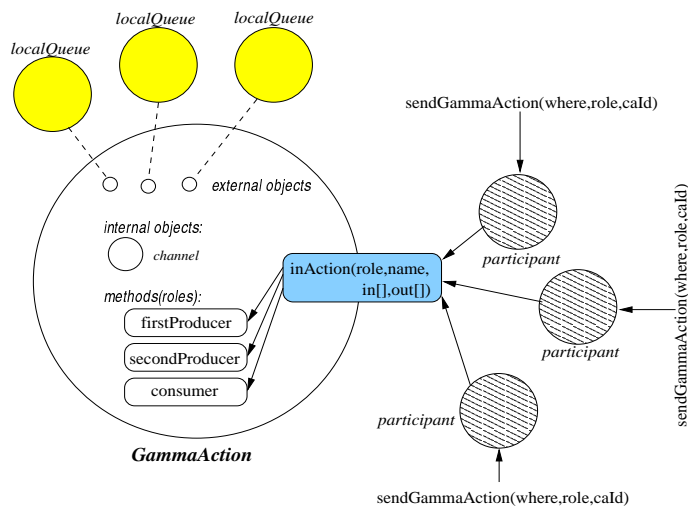 localQueue
localQueue
localQueue
sendGammaAction(where,role,caId)
external objects
internal objects:
channel
participant
inAction(role,name,
in[],out[])
methods(roles):
firstProducer
secondProducer
consumer
participant
sendGammaAction(where,role,caId)
participant
GammaAction
sendGammaAction(where,role,caId)